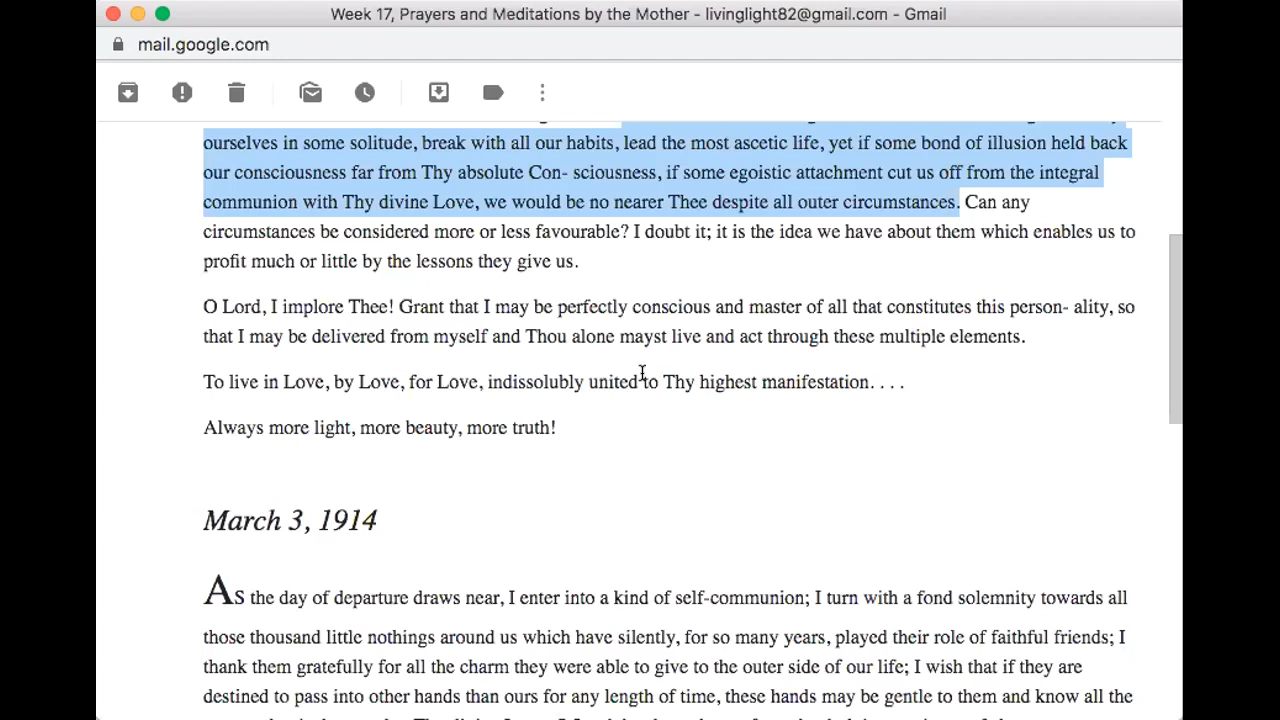 Week 17, Prayers and Meditations by the Mother - livinglight82@gmail.com - Gmail
mail.google.com
ourselves in some solitude, break with all our habits, lead the most ascetic life, yet if some bond of illusion held back
our consciousness far from Thy absolute Con- sciousness, if some egoistic attachment cut us off from the integral
communion with Thy divine Love, we would be no nearer Thee despite all outer circumstances. Can any
circumstances be considered more or less favourable? I doubt it; it is the idea we have about them which enables us to
profit much or little by the lessons they give us.
O Lord, I implore Thee! Grant that I may be perfectly conscious and master of all that constitutes this person- ality, so
that I may be delivered from myself and Thou alone mayst live and act through these multiple elements.
To live in Love, by Love, for Love, indissolubly united to Thy highest manifestation. . . .
Always more light, more beauty, more truth!
March 3, 1914
As the day of departure draws near, I enter into a kind of self-communion; I turn with a fond solemnity towards all
those thousand little nothings around us which have silently, for so many years, played their role of faithful friends; I
thank them gratefully for all the charm they were able to give to the outer side of our life; I wish that if they are
destined to pass into other hands than ours for any length of time, these hands may be gentle to them and know all the